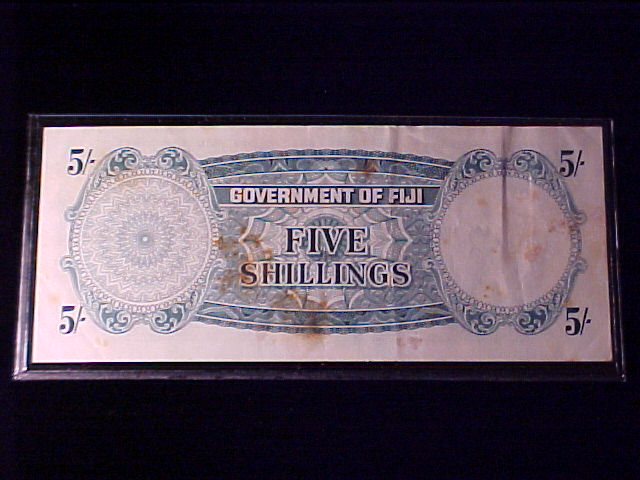 5/- 5/-
GOVERNMENT OF FIJI
FIVE
SHILLINGS
5/- 5/-